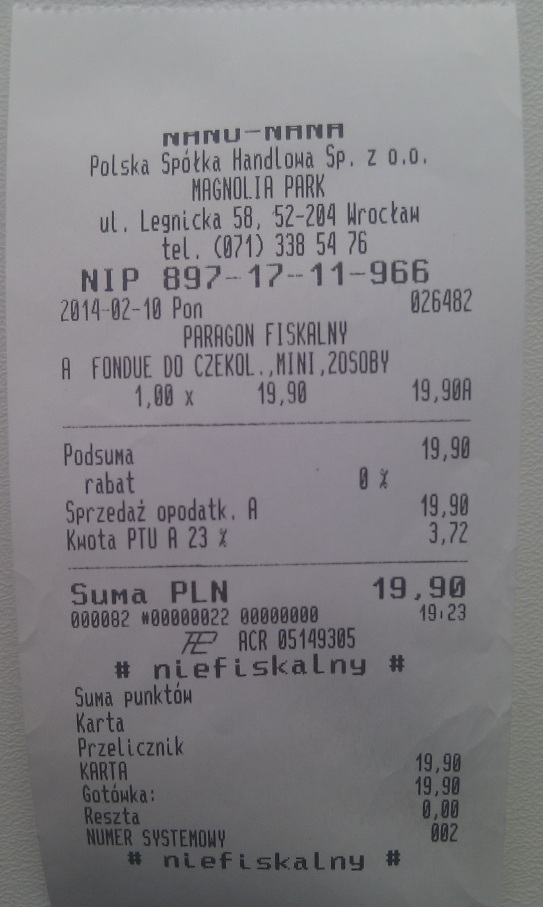 NANU-NANA
Polska Spółka Handlowa Sp. z o.o.
MAGNOLIA PARK
ul. Legnicka 58, 52-204 Wrocław
tel. (071) 338 54 76
NIP 897-17-11-966
2014-02-10 Pon 026482
PARAGON FISKALNY
A FONDUE DO CZEKOL.,MINI,2OSOBY
1,00 x 19,90 19,90A
Podsuma 19,90
rabat 0 %
Sprzedaż opodatk. A 19,90
Kwota PTU A 23 % 3,72
Suma PLN 19,90
000082 #00000022 00000000 19:23
ACR 05149305
# niefiskalny #
Suma punktów
Karta
Przelicznik
KARTA 19,90
Gotówka: 19,90
Reszta 0,00
NUMER SYSTEMOWY 002
# niefiskalny #